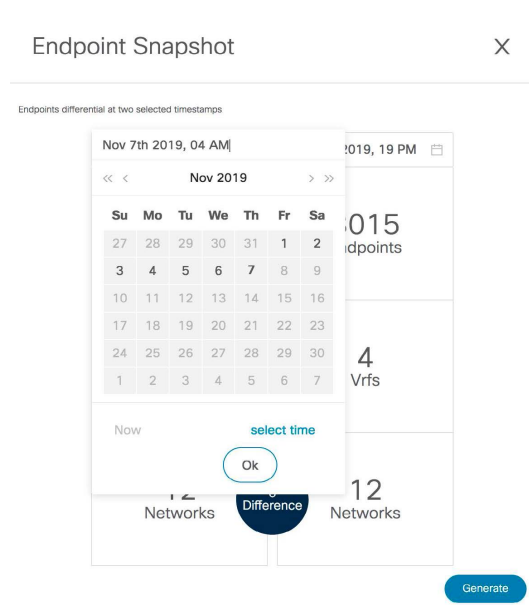 Endpoint Snapshot
X
Endpoints differential at two selected timestamps
Nov 7th 2019, 04 AM
2019, 19 PM
« < Nov 2019 > »
Su Mo Tu We Th Fr Sa
27 28 29 30 31 1 2
3 4 5 6 7 8 9
10 11 12 13 14 15 16
17 18 19 20 21 22 23
24 25 26 27 28 29 30
1 2 3 4 5 6 7
Now select time
Ok
015
dpoints
4
Vrfs
12
Networks
Difference
12
Networks
Generate